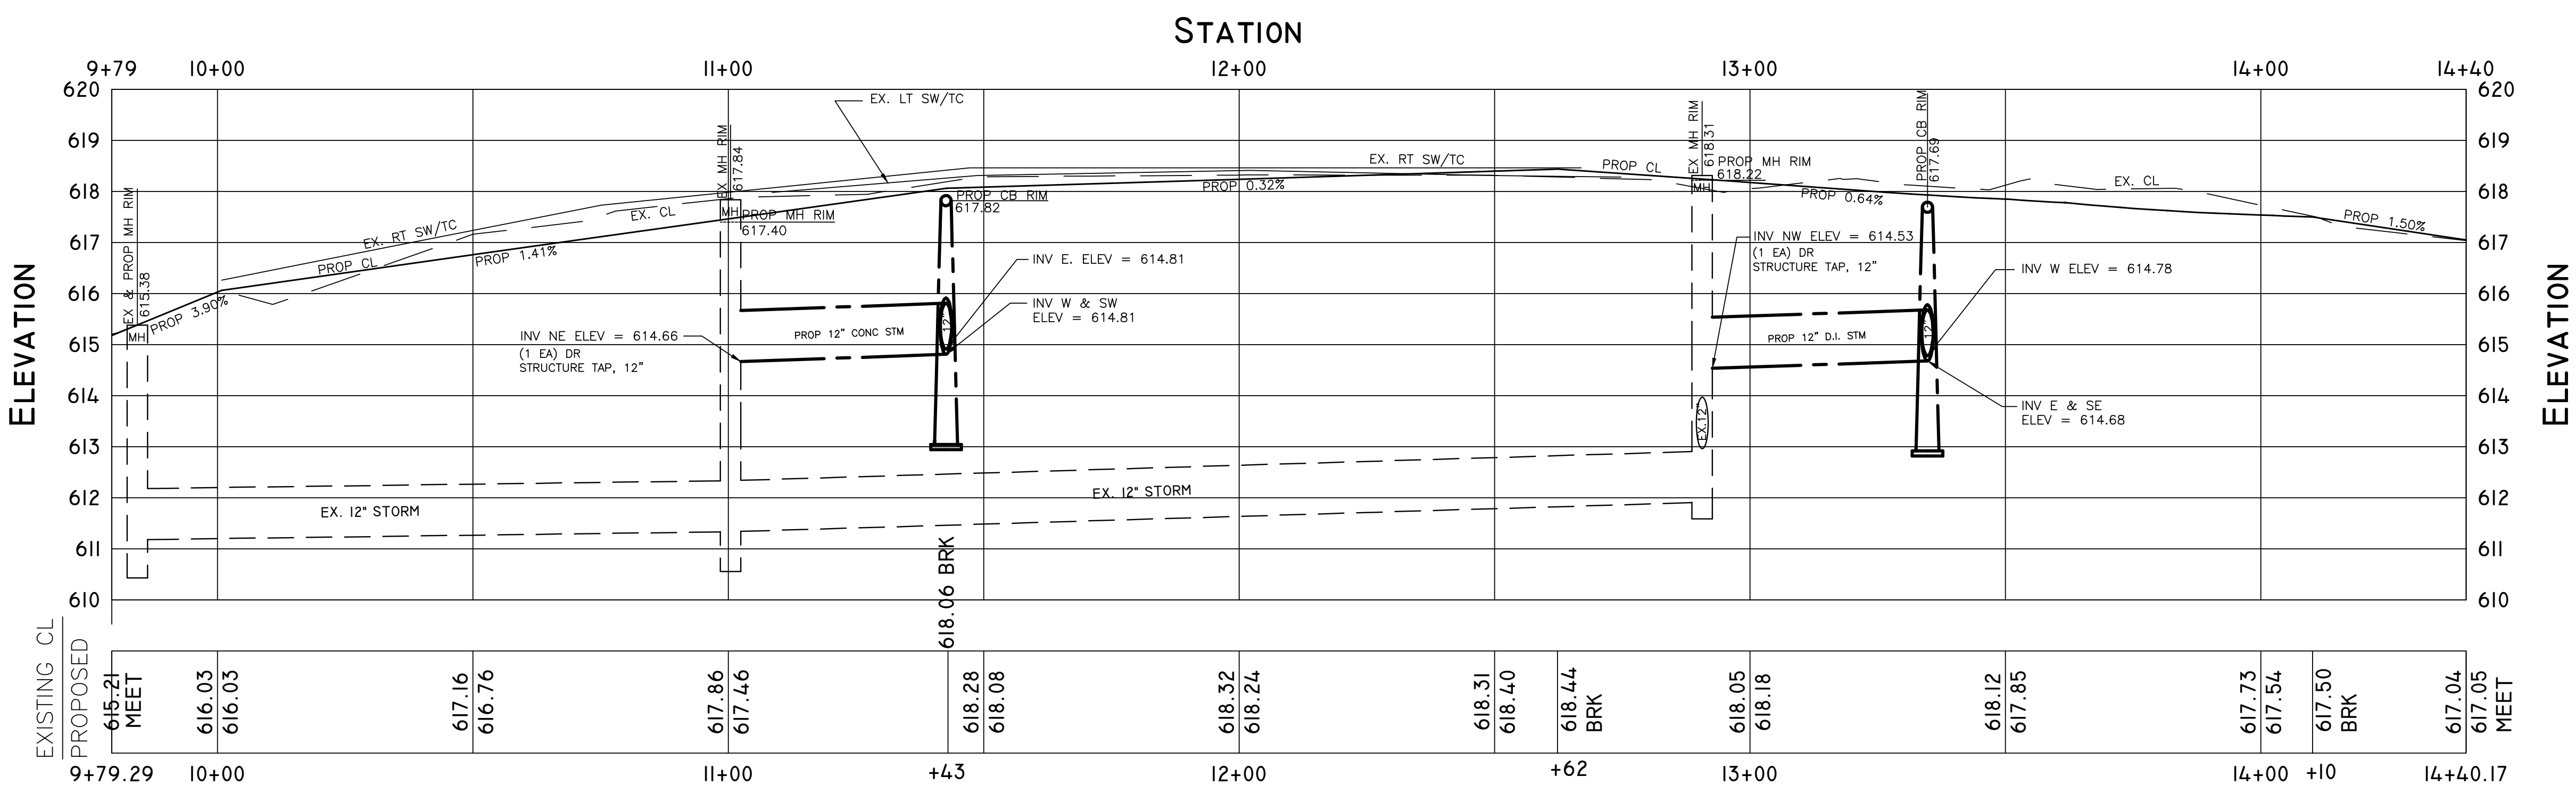 STATION
9+79 10+00 11+00 12+00 13+00 14+00 14+40
620 620
619 619
618 618
617 617
616 616
615 615
614 614
613 613
612 612
611 611
610 610
ELEVATION
ELEVATION
EX & PROP MH RIM
615.38
MH
PROP 3.90%
EX. RT SW/TC
PROP CL
EX. CL
PROP 1.41%
EX MH RIM
617.84
MH
PROP MH RIM
617.40
EX. LT SW/TC
PROP CB RIM
617.82
INV E. ELEV = 614.81
INV W & SW
ELEV = 614.81
INV NE ELEV = 614.66
(1 EA) DR
STRUCTURE TAP, 12"
PROP 12" CONC STM
12"
EX. RT SW/TC
PROP 0.32%
PROP CL
EX MH RIM
618.31
MH
PROP MH RIM
618.22
INV NW ELEV = 614.53
(1 EA) DR
STRUCTURE TAP, 12"
PROP 0.64%
PROP CB RIM
617.69
EX. CL
PROP 1.50%
INV W ELEV = 614.78
PROP 12" D.I. STM
12"
INV E & SE
ELEV = 614.68
EX.12"
EX. 12" STORM
EX. 12" STORM
618.06 BRK
EXISTING CL
PROPOSED
615.21
MEET
616.03
616.03
617.16
616.76
617.86
617.46
618.28
618.08
618.32
618.24
618.31
618.40
618.44
BRK
618.05
618.18
618.12
617.85
617.73
617.54
617.50
BRK
617.04
617.05
MEET
9+79.29 10+00 11+00 +43 12+00 +62 13+00 14+00 +10 14+40.17